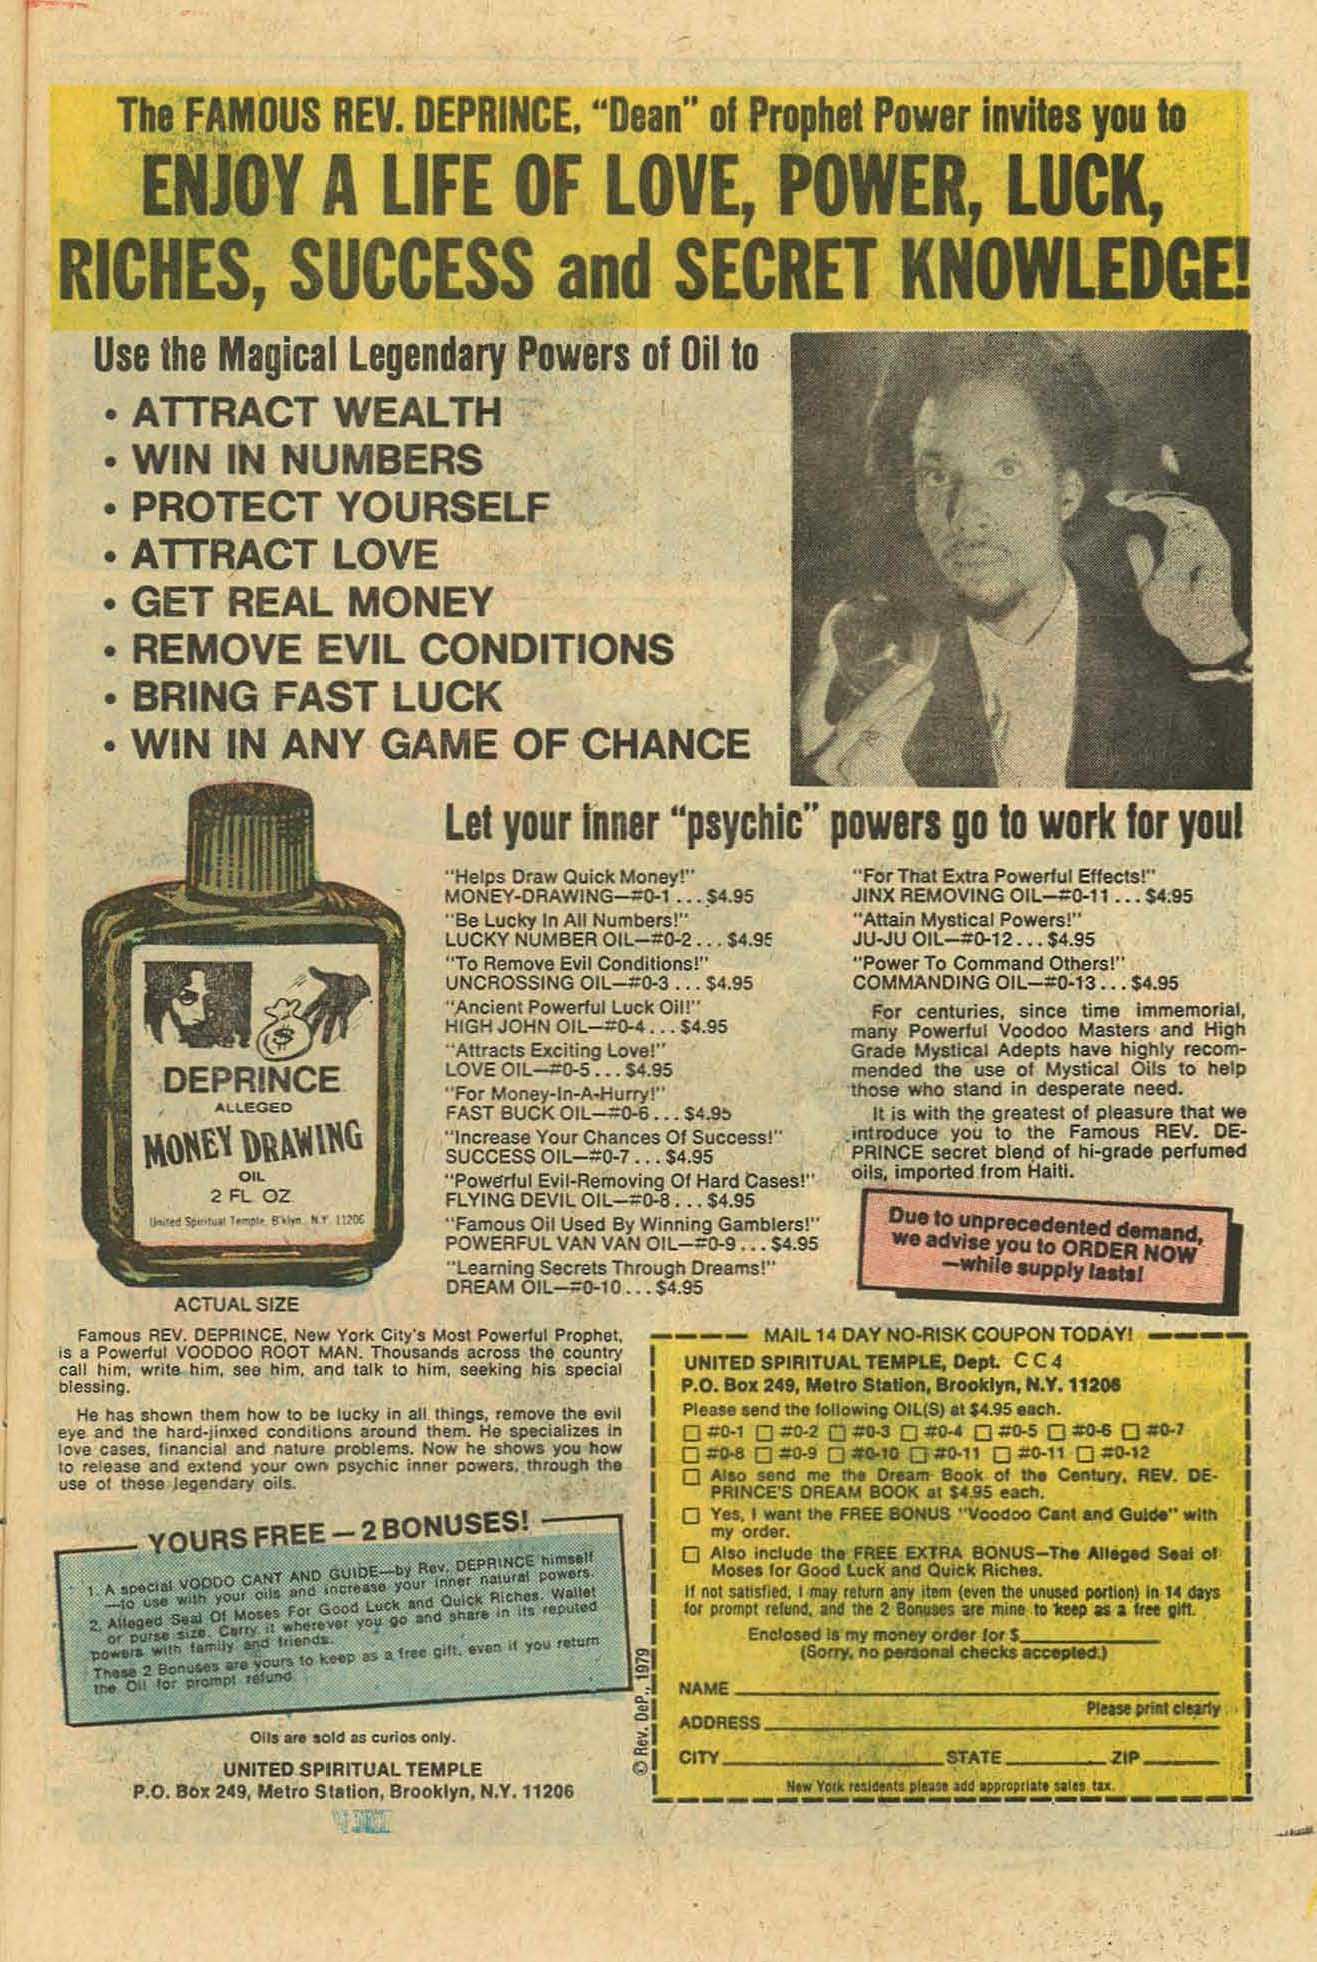 The FAMOUS REV. DEPRINCE, "Dean" of Prophet Power invites you to
ENJOY A LIFE OF LOVE, POWER, LUCK,
RICHES, SUCCESS and SECRET KNOWLEDGE!
Use the Magical Legendary Powers of Oil to
• ATTRACT WEALTH
• WIN IN NUMBERS
• PROTECT YOURSELF
• ATTRACT LOVE
• GET REAL MONEY
• REMOVE EVIL CONDITIONS
• BRING FAST LUCK
• WIN IN ANY GAME OF CHANCE
DEPRINCE
ALLEGED
MONEY DRAWING
OIL
2 FL. OZ.
United Spiritual Temple, B'klyn., N.Y. 11206
ACTUAL SIZE
Let your inner "psychic" powers go to work for you!
"Helps Draw Quick Money!"
MONEY-DRAWING—#0-1 ... $4.95
"Be Lucky In All Numbers!"
LUCKY NUMBER OIL—#0-2 ... $4.95
"To Remove Evil Conditions!"
UNCROSSING OIL—#0-3 ... $4.95
"Ancient Powerful Luck Oil!"
HIGH JOHN OIL—#0-4 ... $4.95
"Attracts Exciting Love!"
LOVE OIL—#0-5 ... $4.95
"For Money-In-A-Hurry!"
FAST BUCK OIL—#0-6 ... $4.95
"Increase Your Chances Of Success!"
SUCCESS OIL—#0-7 ... $4.95
"Powerful Evil-Removing Of Hard Cases!"
FLYING DEVIL OIL—#0-8 ... $4.95
"Famous Oil Used By Winning Gamblers!"
POWERFUL VAN VAN OIL—#0-9 ... $4.95
"Learning Secrets Through Dreams!"
DREAM OIL—#0-10 ... $4.95
"For That Extra Powerful Effects!"
JINX REMOVING OIL—#0-11 ... $4.95
"Attain Mystical Powers!"
JU-JU OIL—#0-12 ... $4.95
"Power To Command Others!"
COMMANDING OIL—#0-13 ... $4.95
For centuries, since time immemorial,
many Powerful Voodoo Masters and High
Grade Mystical Adepts have highly recom-
mended the use of Mystical Oils to help
those who stand in desperate need.
It is with the greatest of pleasure that we
introduce you to the Famous REV. DE-
PRINCE secret blend of hi-grade perfumed
oils, imported from Haiti.
Due to unprecedented demand,
we advise you to ORDER NOW
—while supply lasts!
Famous REV. DEPRINCE, New York City's Most Powerful Prophet,
is a Powerful VOODOO ROOT MAN. Thousands across the country
call him, write him, see him, and talk to him, seeking his special
blessing.
He has shown them how to be lucky in all things, remove the evil
eye and the hard-jinxed conditions around them. He specializes in
love cases, financial and nature problems. Now he shows you how
to release and extend your own psychic inner powers, through the
use of these legendary oils.
YOURS FREE — 2 BONUSES!
1. A special VODDO CANT AND GUIDE—by Rev. DEPRINCE himself
—to use with your oils and increase your inner natural powers.
2. Alleged Seal Of Moses For Good Luck and Quick Riches. Wallet
or purse size. Carry it wherever you go and share in its reputed
powers with family and friends.
These 2 Bonuses are yours to keep as a free gift, even if you return
the Oil for prompt refund.
Oils are sold as curios only.
UNITED SPIRITUAL TEMPLE
P.O. Box 249, Metro Station, Brooklyn, N.Y. 11206
© Rev. DeP., 1979
MAIL 14 DAY NO-RISK COUPON TODAY!
UNITED SPIRITUAL TEMPLE, Dept. CC4
P.O. Box 249, Metro Station, Brooklyn, N.Y. 11206
Please send the following OIL(S) at $4.95 each.
☐ #0-1 ☐ #0-2 ☐ #0-3 ☐ #0-4 ☐ #0-5 ☐ #0-6 ☐ #0-7
☐ #0-8 ☐ #0-9 ☐ #0-10 ☐ #0-11 ☐ #0-11 ☐ #0-12
☐ Also send me the Dream Book of the Century, REV. DE-
PRINCE'S DREAM BOOK at $4.95 each.
☐ Yes, I want the FREE BONUS "Voodoo Cant and Guide" with
my order.
☐ Also include the FREE EXTRA BONUS—The Alleged Seal of
Moses for Good Luck and Quick Riches.
If not satisfied, I may return any item (even the unused portion) in 14 days
for prompt refund, and the 2 Bonuses are mine to keep as a free gift.
Enclosed is my money order for $
(Sorry, no personal checks accepted.)
NAME
Please print clearly
ADDRESS
CITY STATE ZIP
New York residents please add appropriate sales tax.